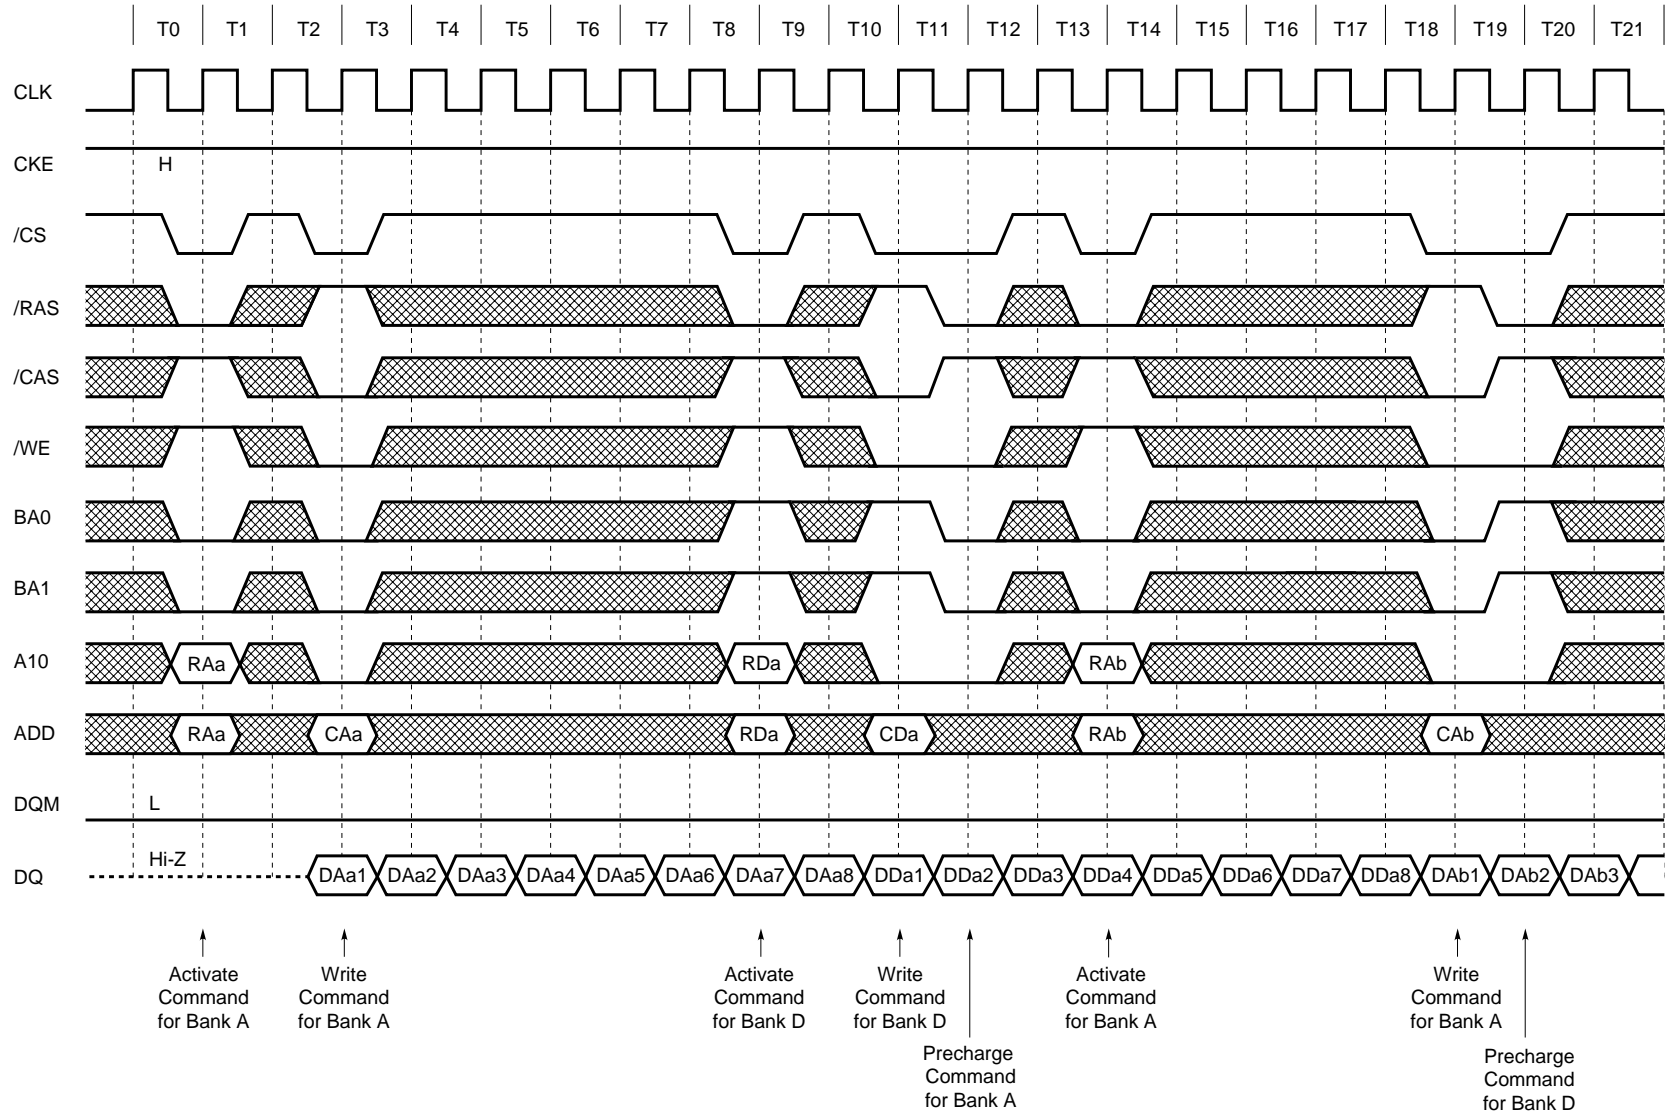 T0 T1 T2 T3 T4 T5 T6 T7 T8 T9 T10 T11 T12 T13 T14 T15 T16 T17 T18 T19 T20 T21
CLK
CKE H
/CS
/RAS
/CAS
/WE
BA0
BA1
A10 RAa RDa RAb
ADD RAa CAa RDa CDa RAb CAb
DQM L
DQ Hi-Z DAa1 DAa2 DAa3 DAa4 DAa5 DAa6 DAa7 DAa8 DDa1 DDa2 DDa3 DDa4 DDa5 DDa6 DDa7 DDa8 DAb1 DAb2 DAb3
Activate
Command
for Bank A
Write
Command
for Bank A
Activate
Command
for Bank D
Write
Command
for Bank D
Precharge
Command
for Bank A
Activate
Command
for Bank A
Write
Command
for Bank A
Precharge
Command
for Bank D